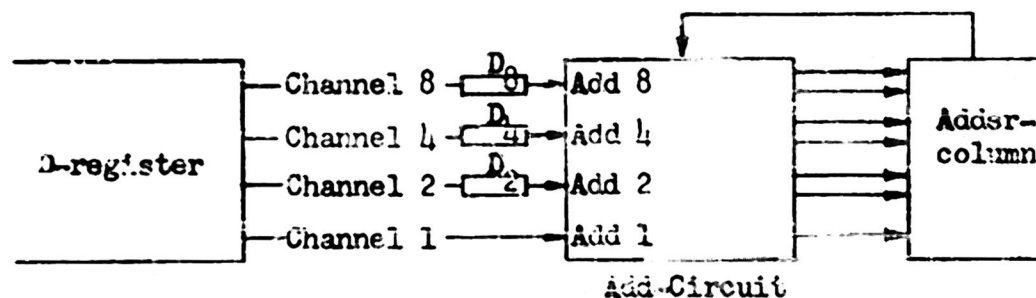 D8
Channel 8 Add 8
D4
Channel 4 Add 4
D-register
Adder-
column
D2
Channel 2 Add 2
Channel 1 Add 1
Add-Circuit